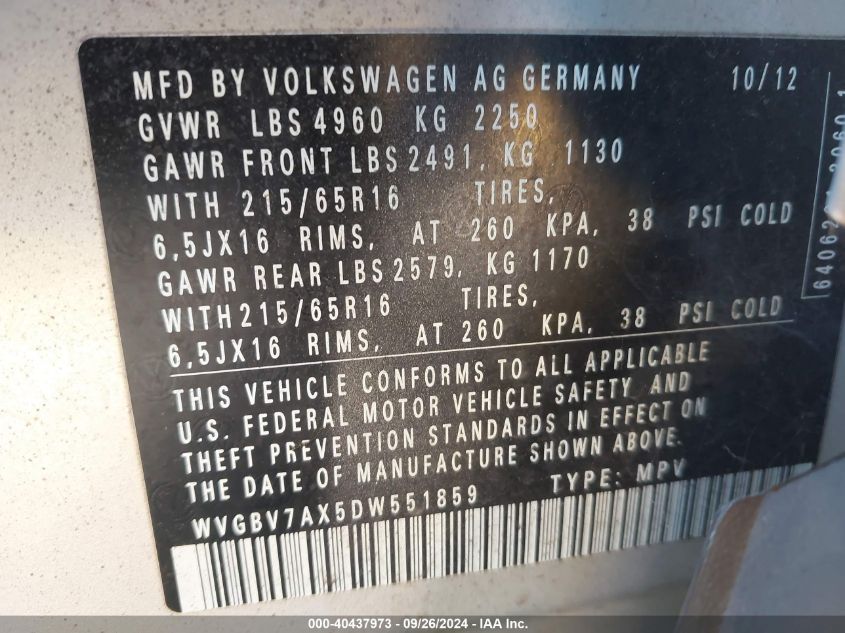 MFD BY VOLKSWAGEN AG GERMANY 10/12
GVWR LBS 4960 KG 2250
GAWR FRONT LBS 2491, KG 1130
WITH 215/65R16 TIRES,
6,5JX16 RIMS, AT 260 KPA, 38 PSI COLD
GAWR REAR LBS 2579, KG 1170
WITH 215/65R16 TIRES,
6,5JX16 RIMS, AT 260 KPA, 38 PSI COLD
THIS VEHICLE CONFORMS TO ALL APPLICABLE
U.S. FEDERAL MOTOR VEHICLE SAFETY AND
THEFT PREVENTION STANDARDS IN EFFECT ON
THE DATE OF MANUFACTURE SHOWN ABOVE.
WVGBV7AX5DW551859 TYPE: MPV
000-40437973 - 09/26/2024 - IAA Inc.